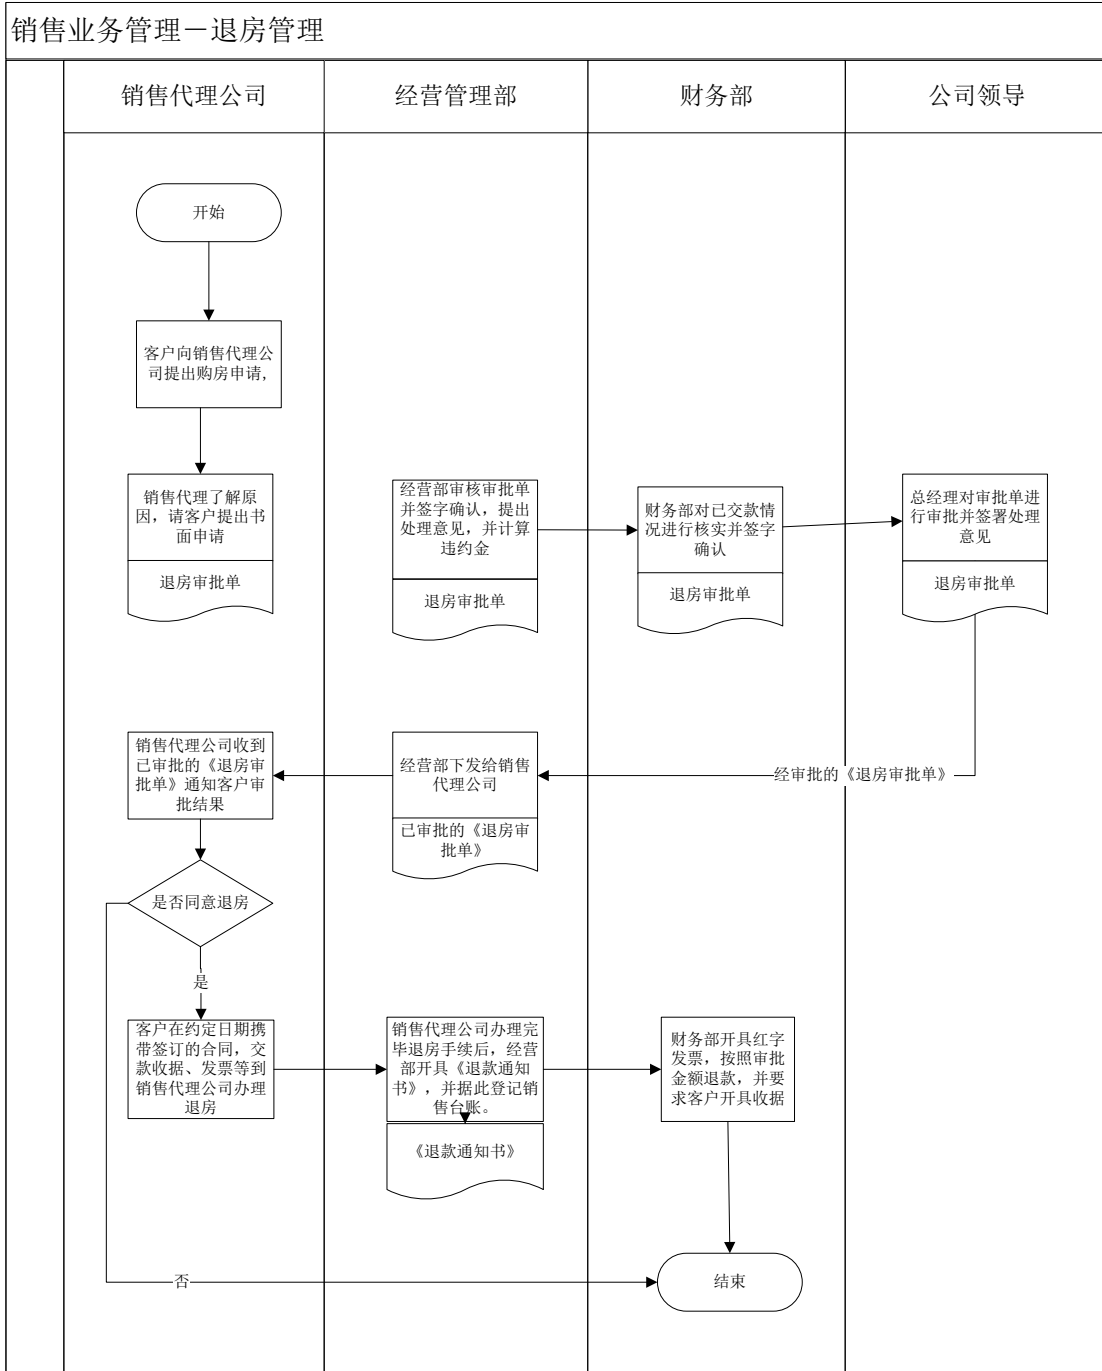 销售业务管理－退房管理
销售代理公司
经营管理部
财务部
公司领导
开始
客户向销售代理公
司提出购房申请,
销售代理了解原
因，请客户提出书
面申请
退房审批单
经营部审核审批单
并签字确认，提出
处理意见，并计算
违约金
退房审批单
财务部对已交款情
况进行核实并签字
确认
退房审批单
总经理对审批单进
行审批并签署处理
意见
退房审批单
销售代理公司收到
已审批的《退房审
批单》通知客户审
批结果
经营部下发给销售
代理公司
已审批的《退房审
批单》
经审批的《退房审批单》
是否同意退房
是
客户在约定日期携
带签订的合同，交
款收据、发票等到
销售代理公司办理
退房
销售代理公司办理完
毕退房手续后，经营
部开具《退款通知
书》，并据此登记销
售台账。
《退款通知书》
财务部开具红字
发票，按照审批
金额退款，并要
求客户开具收据
否
结束